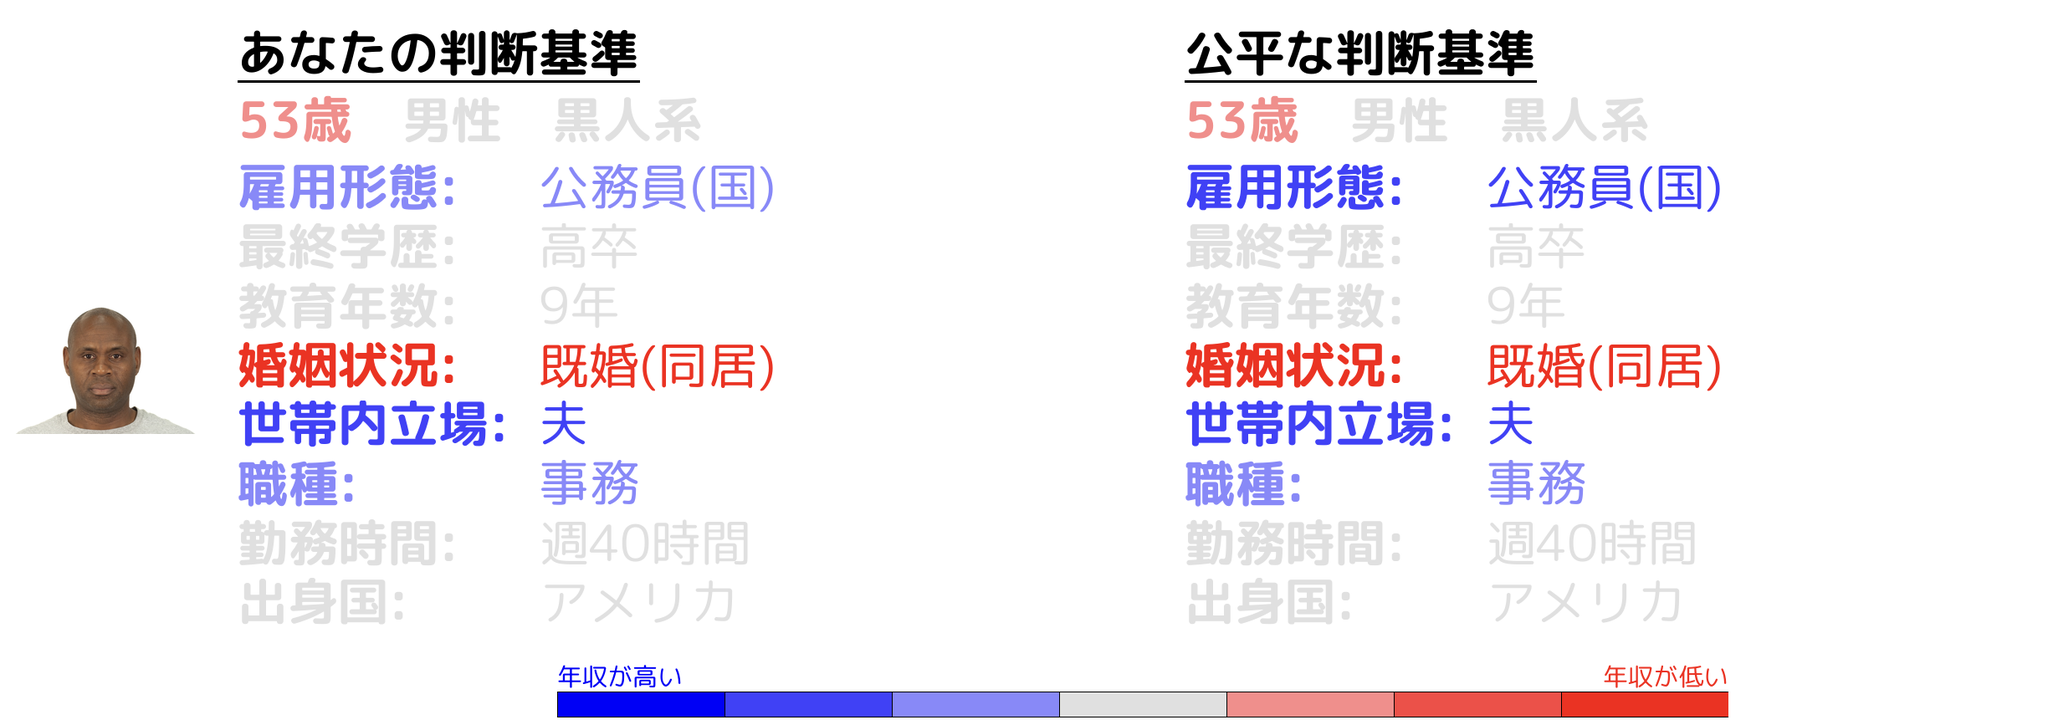 あなたの判断基準
53歳 男性 黒人系
雇用形態: 公務員(国)
最終学歴: 高卒
教育年数: 9年
婚姻状況: 既婚(同居)
世帯内立場: 夫
職種: 事務
勤務時間: 週40時間
出身国: アメリカ
公平な判断基準
53歳 男性 黒人系
雇用形態: 公務員(国)
最終学歴: 高卒
教育年数: 9年
婚姻状況: 既婚(同居)
世帯内立場: 夫
職種: 事務
勤務時間: 週40時間
出身国: アメリカ
年収が高い
年収が低い